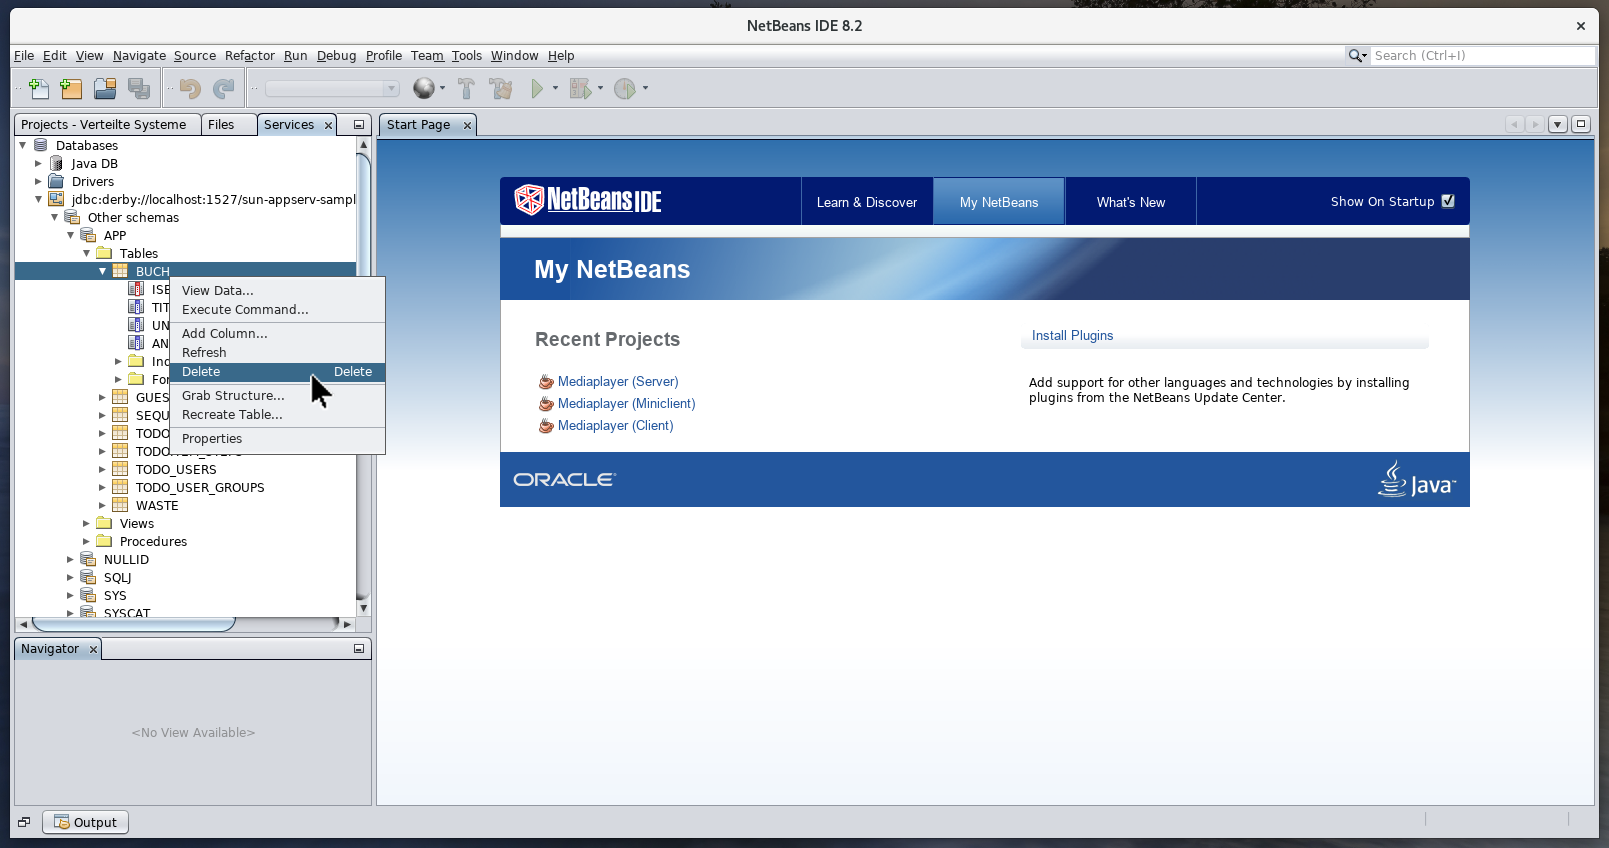 NetBeans IDE 8.2
File Edit View Navigate Source Refactor Run Debug Profile Team Tools Window Help
Search (Ctrl+I)
Projects - Verteilte Systeme
Files
Services
Start Page
Databases
Java DB
Drivers
jdbc:derby://localhost:1527/sun-appserv-sampl
Other schemas
APP
Tables
BUCH
ISB
TIT
UN
AN
Ind
For
GUES
SEQU
TODO
TODO
TODO_USERS
TODO_USER_GROUPS
WASTE
Views
Procedures
NULLID
SQLJ
SYS
SYSCAT
View Data...
Execute Command...
Add Column...
Refresh
Delete Delete
Grab Structure...
Recreate Table...
Properties
Navigator
<No View Available>
Output
NetBeans IDE
Learn & Discover
My NetBeans
What's New
Show On Startup
My NetBeans
Recent Projects
Mediaplayer (Server)
Mediaplayer (Miniclient)
Mediaplayer (Client)
Install Plugins
Add support for other languages and technologies by installing
plugins from the NetBeans Update Center.
ORACLE
Java